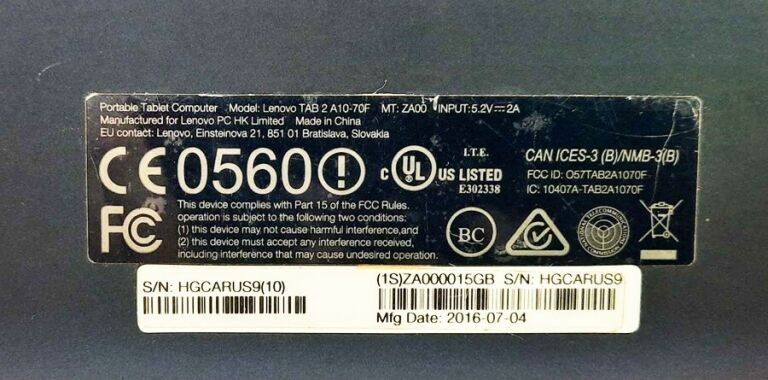 Portable Tablet Computer Model: Lenovo TAB 2 A10-70F MT: ZA00 INPUT: 5.2V⎓2A
Manufactured for Lenovo PC HK Limited Made in China
EU contact: Lenovo, Einsteinova 21, 851 01 Bratislava, Slovakia
CE 0560 !
c UL US LISTED
I.T.E.
E302338
CAN ICES-3 (B)/NMB-3(B)
FCC ID: O57TAB2A1070F
IC: 10407A-TAB2A1070F
FC
This device complies with Part 15 of the FCC Rules.
operation is subject to the following two conditions:
(1) this device may not cause harmful interference,and
(2) this device must accept any interference received,
including interference that may cause undesired operation.
BC
S/N: HGCARUS9(10)
(1S)ZA000015GB S/N: HGCARUS9
Mfg Date: 2016-07-04